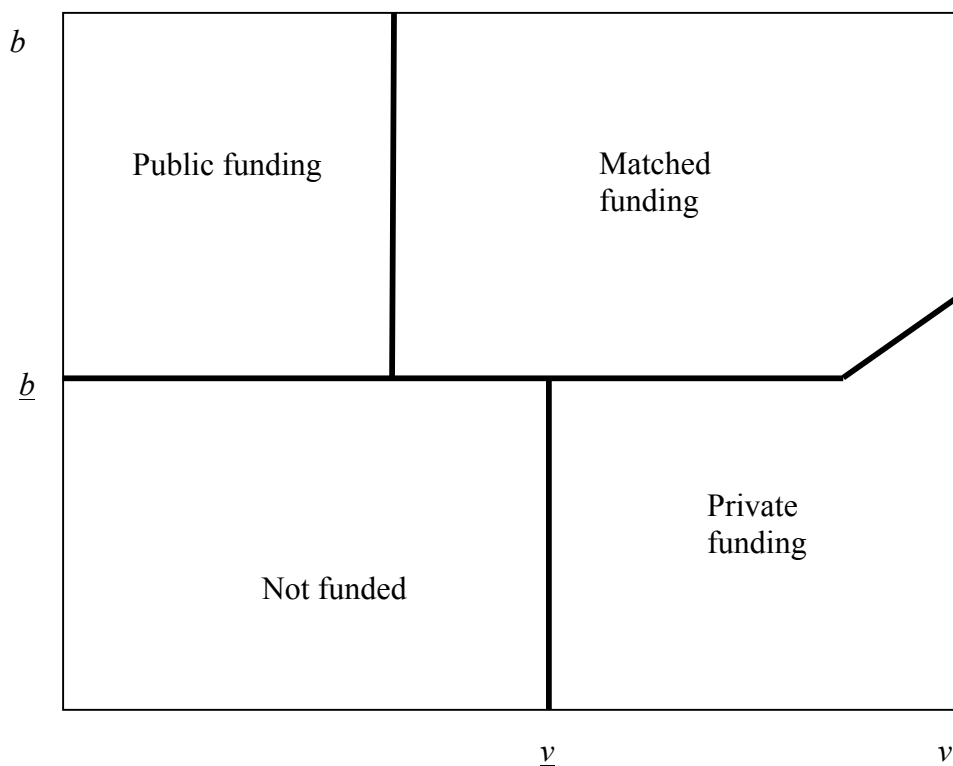 b
Public funding
Matched
funding
b
Private
funding
Not funded
v
v